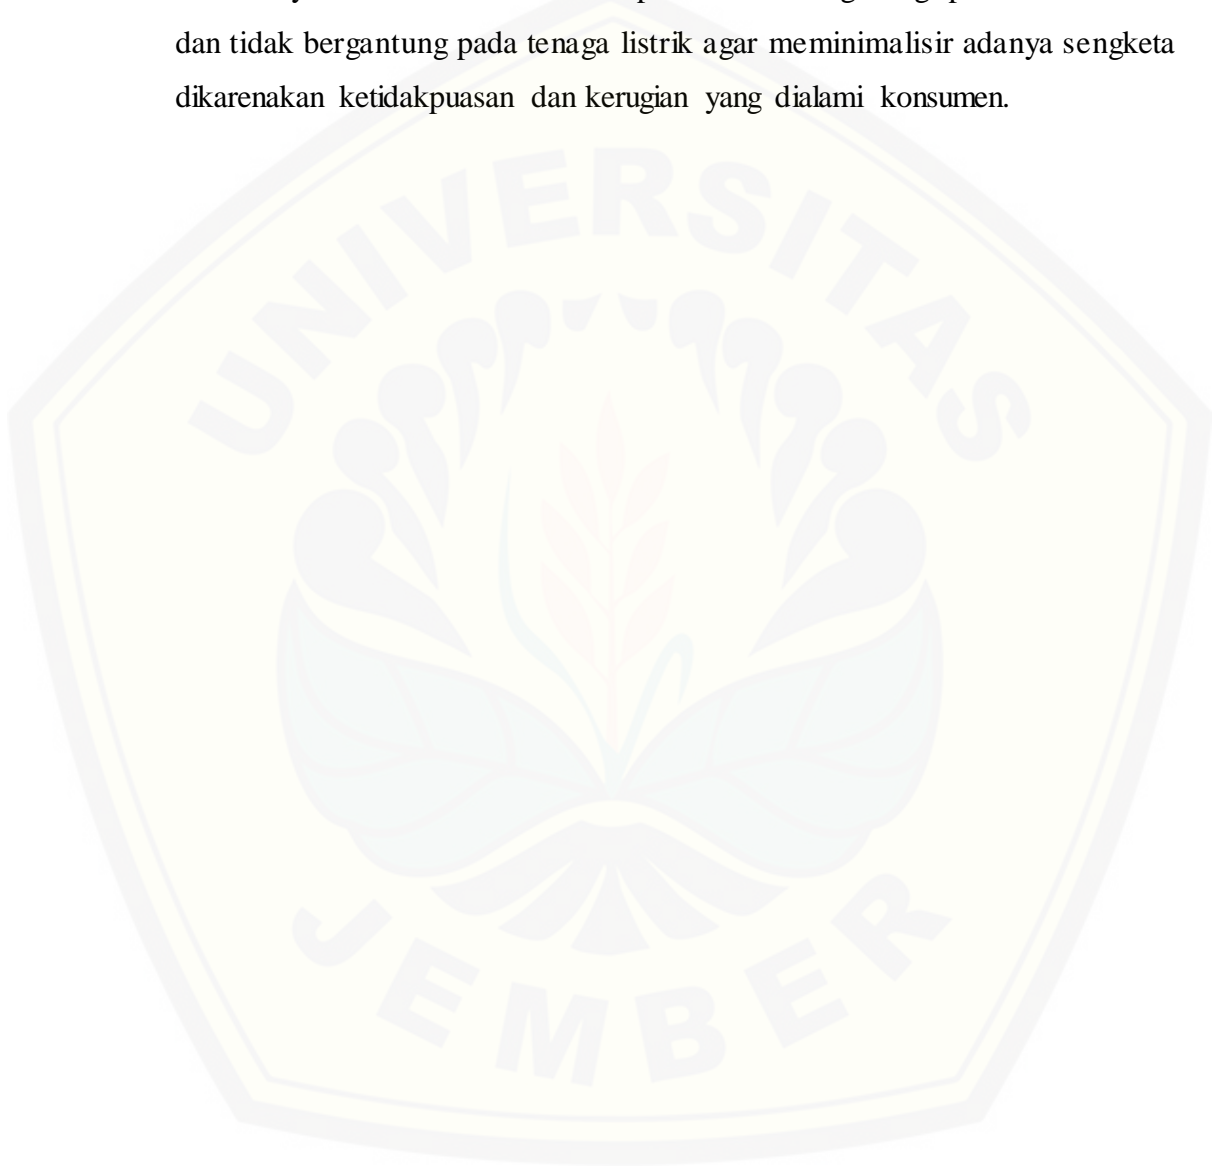 dan tidak bergantung pada tenaga listrik agar meminimalisir adanya sengketa
dikarenakan ketidakpuasan dan kerugian yang dialami konsumen.
UNIVERSITAS
JEMBER